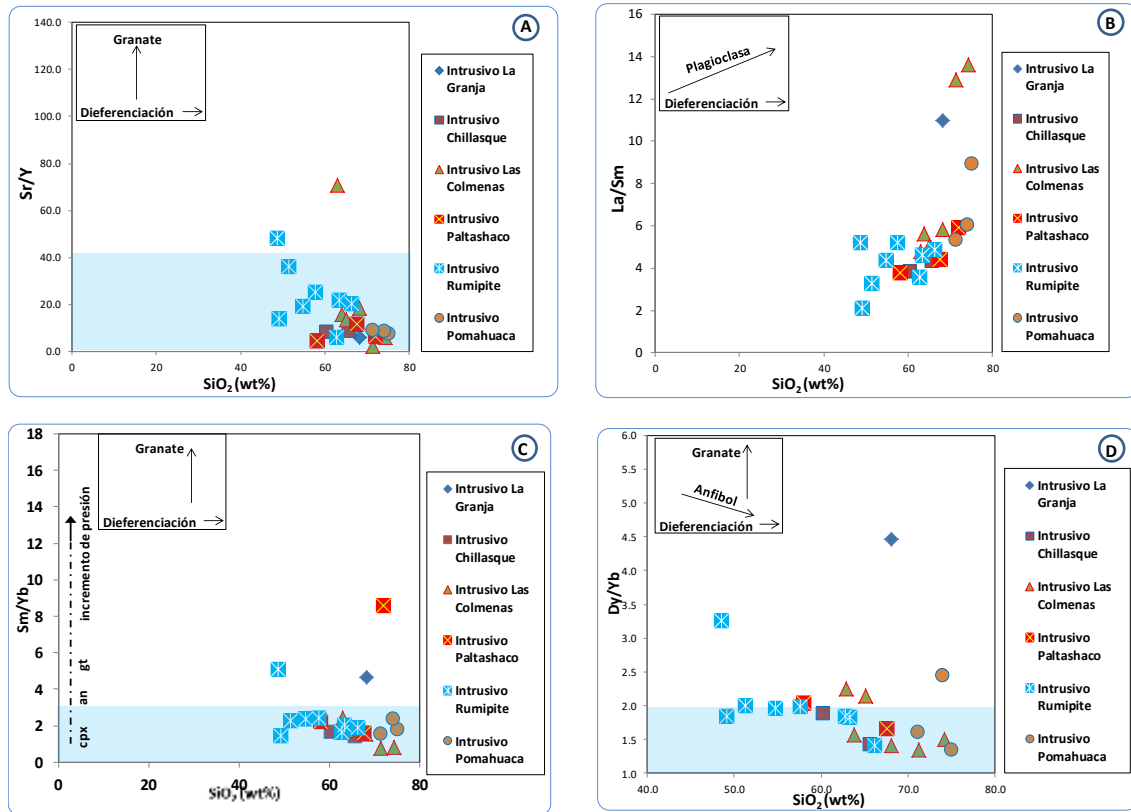 A
Granate
Dieferenciación
140.0
120.0
100.0
80.0
60.0
40.0
20.0
0.0
Sr/Y
0
20
40
60
80
SiO2 (wt%)
Intrusivo La
Granja
Intrusivo
Chillasque
Intrusivo Las
Colmenas
Intrusivo
Paltashaco
Intrusivo
Rumipite
Intrusivo
Pomahuaca
B
Plagioclasa
Dieferenciación
16
14
12
10
8
6
4
2
0
La/Sm
0
20
40
60
80
SiO2 (wt%)
Intrusivo La
Granja
Intrusivo
Chillasque
Intrusivo Las
Colmenas
Intrusivo
Paltashaco
Intrusivo
Rumipite
Intrusivo
Pomahuaca
C
Granate
Dieferenciación
18
16
14
12
10
8
6
4
2
0
Sm/Yb
cpx an gt incremento de presión
0
20
40
60
80
SiO2 (wt%)
Intrusivo La
Granja
Intrusivo
Chillasque
Intrusivo Las
Colmenas
Intrusivo
Paltashaco
Intrusivo
Rumipite
Intrusivo
Pomahuaca
D
Granate
Anfibol
Dieferenciación
6.0
5.5
5.0
4.5
4.0
3.5
3.0
2.5
2.0
1.5
1.0
Dy/Yb
40.0
50.0
60.0
70.0
80.0
SiO2 (wt%)
Intrusivo La
Granja
Intrusivo
Chillasque
Intrusivo Las
Colmenas
Intrusivo
Paltashaco
Intrusivo
Rumipite
Intrusivo
Pomahuaca